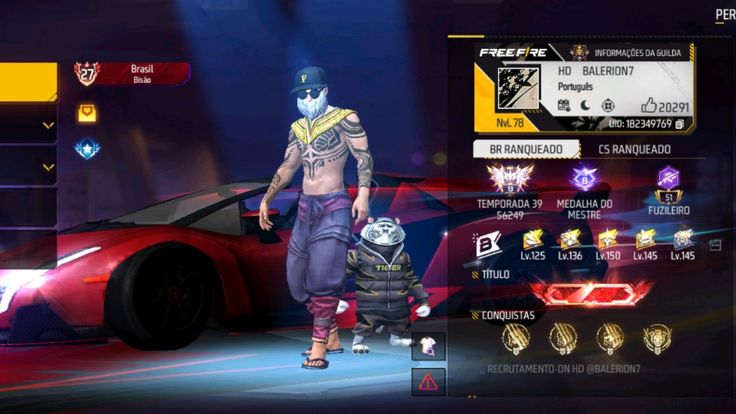 PER
27
Brasil
Bisão
FREE FIRE
INFORMAÇÕES DA GUILDA
HD BALERION7
Português
20291
NvL 78
UID: 182349769
BR RANQUEADO
CS RANQUEADO
TEMPORADA 39
56249
MEDALHA DO
MESTRE
51
FUZILEIRO
Lv.125
Lv.136
Lv.150
Lv.145
Lv.145
TÍTULO
CONQUISTAS
RECRUTAMENTO-ON HD @BALERION7
TIGER